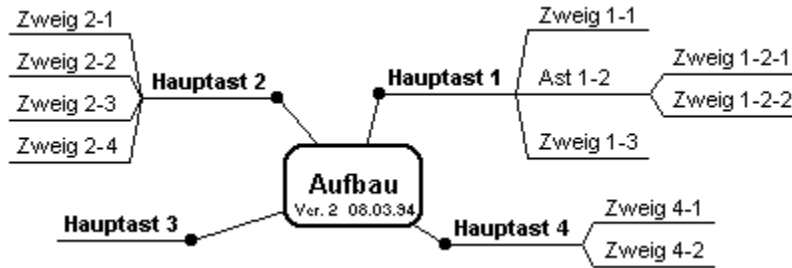 Zweig 2-1
Zweig 2-2
Hauptast 2
Zweig 2-3
Zweig 2-4
Zweig 1-1
Hauptast 1
Ast 1-2
Zweig 1-2-1
Zweig 1-2-2
Zweig 1-3
Aufbau
Ver. 2 08.03.94
Hauptast 3
Hauptast 4
Zweig 4-1
Zweig 4-2